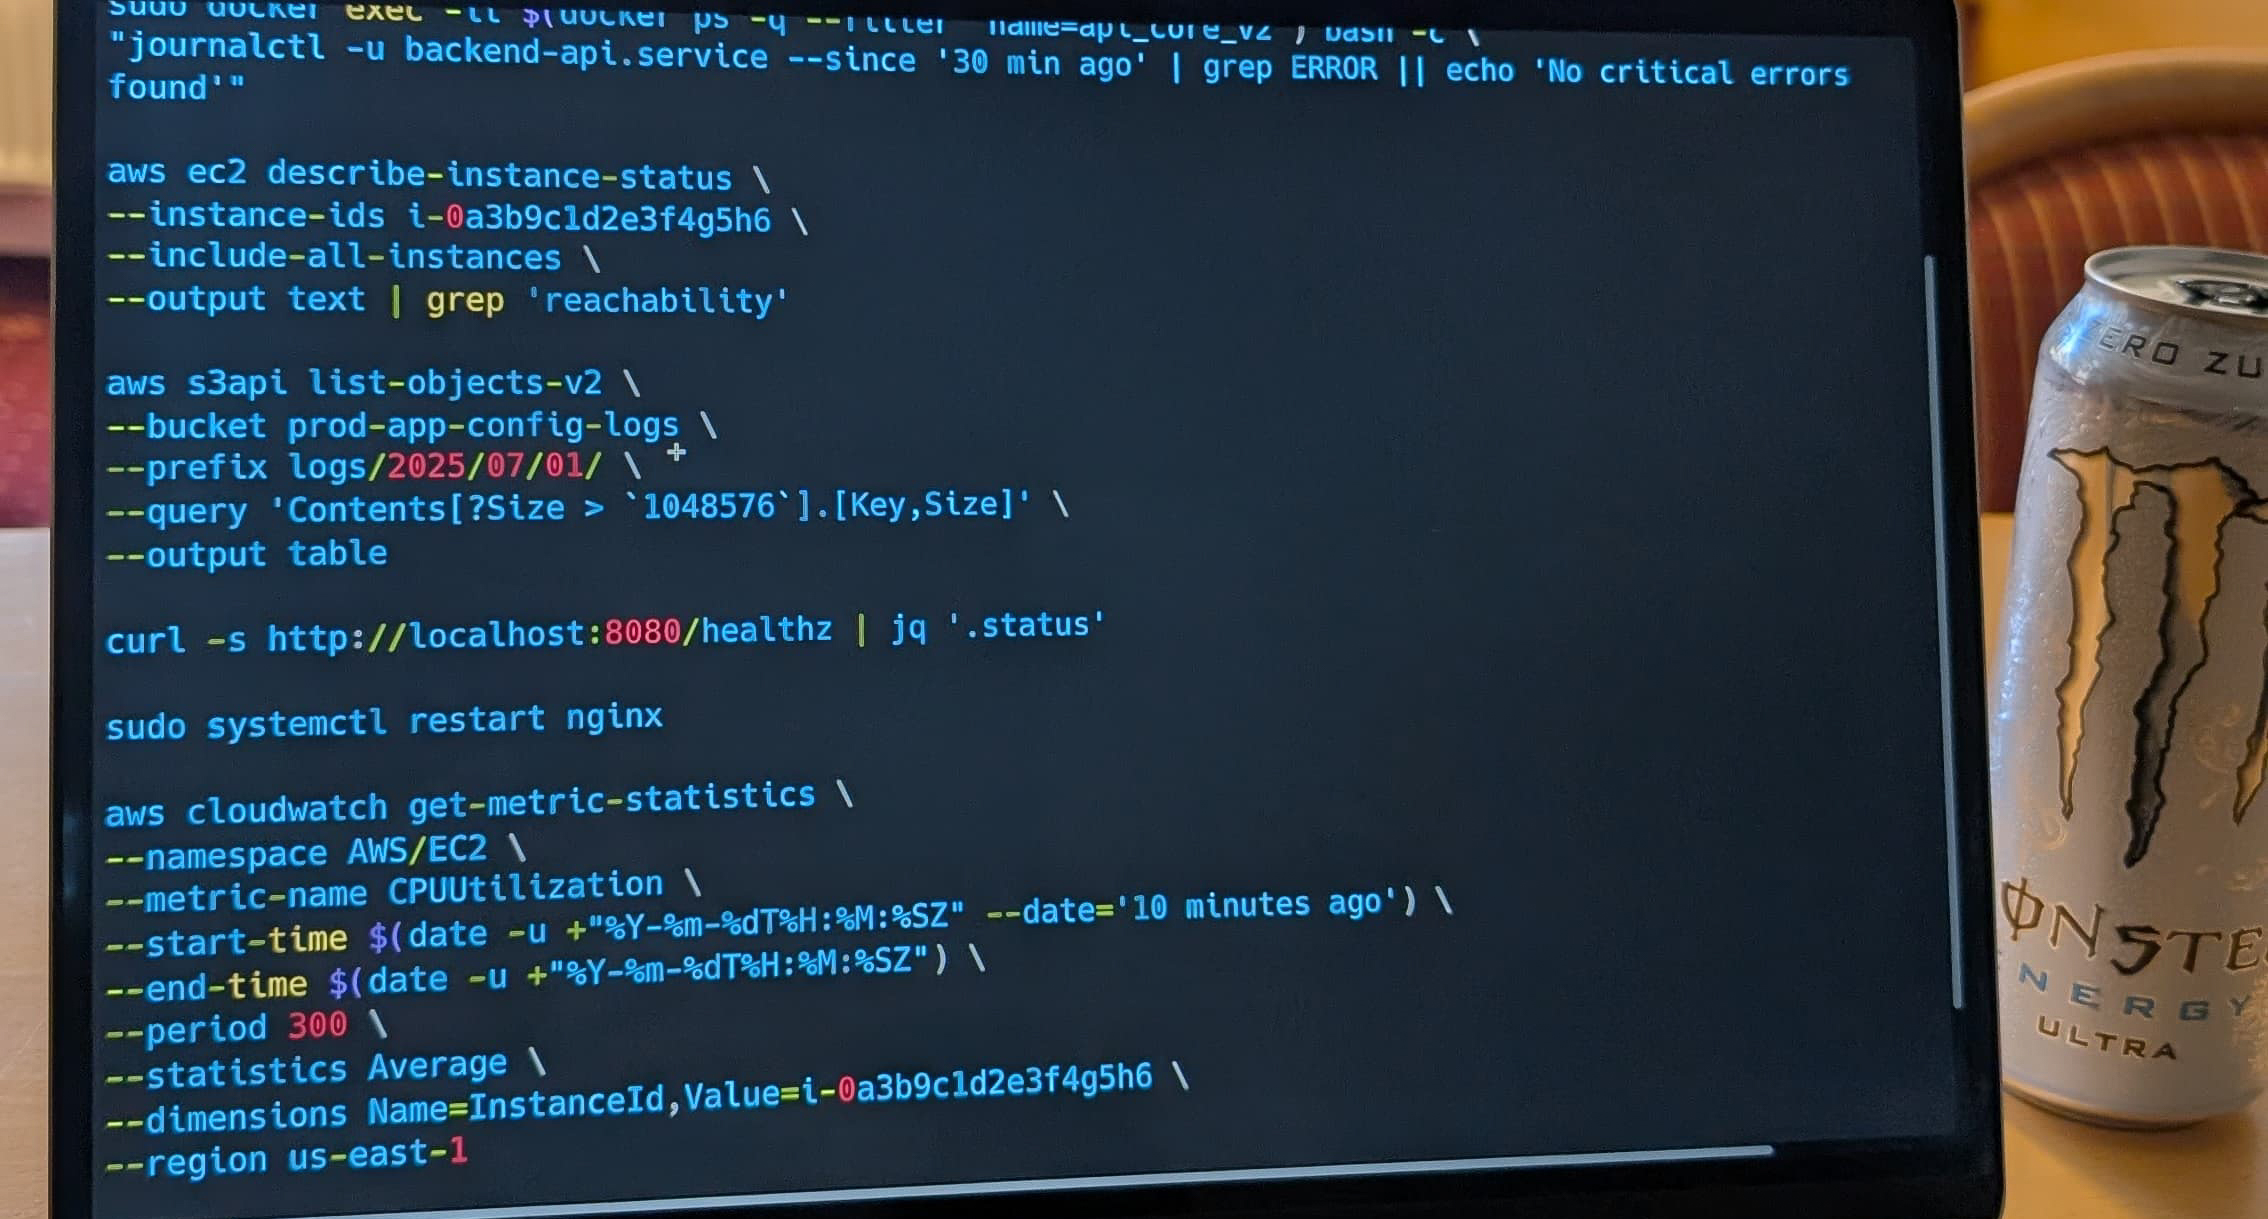 sudo docker exec -it $(docker ps -q --filter "name=api_core_v2") bash -c \
"journalctl -u backend-api.service --since '30 min ago' | grep ERROR || echo 'No critical errors
found'"
aws ec2 describe-instance-status \
--instance-ids i-0a3b9c1d2e3f4g5h6 \
--include-all-instances \
--output text | grep 'reachability'
aws s3api list-objects-v2 \
--bucket prod-app-config-logs \
--prefix logs/2025/07/01/ \
--query 'Contents[?Size > `1048576`].[Key,Size]' \
--output table
curl -s http://localhost:8080/healthz | jq '.status'
sudo systemctl restart nginx
aws cloudwatch get-metric-statistics \
--namespace AWS/EC2 \
--metric-name CPUUtilization \
--start-time $(date -u +"%Y-%m-%dT%H:%M:%SZ" --date='10 minutes ago') \
--end-time $(date -u +"%Y-%m-%dT%H:%M:%SZ") \
--period 300 \
--statistics Average \
--dimensions Name=InstanceId,Value=i-0a3b9c1d2e3f4g5h6 \
--region us-east-1
ZERO ZU
MONSTE
ENERGY
ULTRA